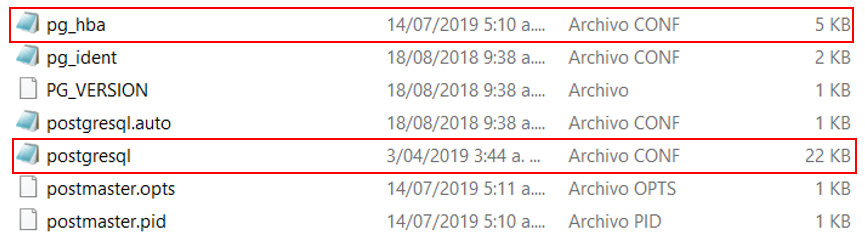 pg_hba 14/07/2019 5:10 a.... Archivo CONF 5 KB
pg_ident 18/08/2018 9:38 a.... Archivo CONF 2 KB
PG_VERSION 18/08/2018 9:38 a.... Archivo 1 KB
postgresql.auto 18/08/2018 9:38 a.... Archivo CONF 1 KB
postgresql 3/04/2019 3:44 a. ... Archivo CONF 22 KB
postmaster.opts 14/07/2019 5:11 a.... Archivo OPTS 1 KB
postmaster.pid 14/07/2019 5:10 a.... Archivo PID 1 KB